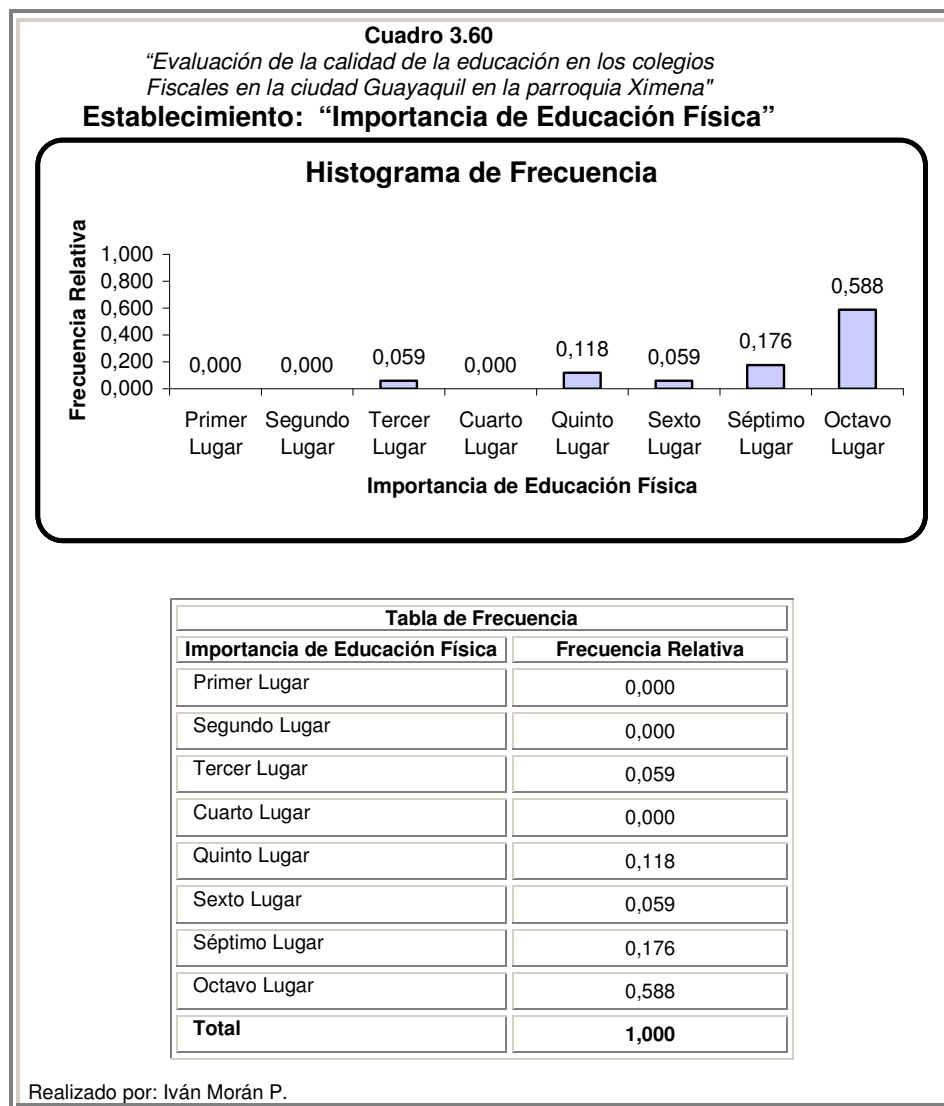 Cuadro 3.60
“Evaluación de la calidad de la educación en los colegios
Fiscales en la ciudad Guayaquil en la parroquia Ximena"
Establecimiento: “Importancia de Educación Física”
Histograma de Frecuencia
Frecuencia Relativa
1,000
0,800
0,600
0,400
0,200
0,000
0,000 0,000 0,059 0,000 0,118 0,059 0,176 0,588
Primer Segundo Tercer Cuarto Quinto Sexto Séptimo Octavo
Lugar Lugar Lugar Lugar Lugar Lugar Lugar Lugar
Importancia de Educación Física
Tabla de Frecuencia
Importancia de Educación Física Frecuencia Relativa
Primer Lugar 0,000
Segundo Lugar 0,000
Tercer Lugar 0,059
Cuarto Lugar 0,000
Quinto Lugar 0,118
Sexto Lugar 0,059
Séptimo Lugar 0,176
Octavo Lugar 0,588
Total 1,000
Realizado por: Iván Morán P.